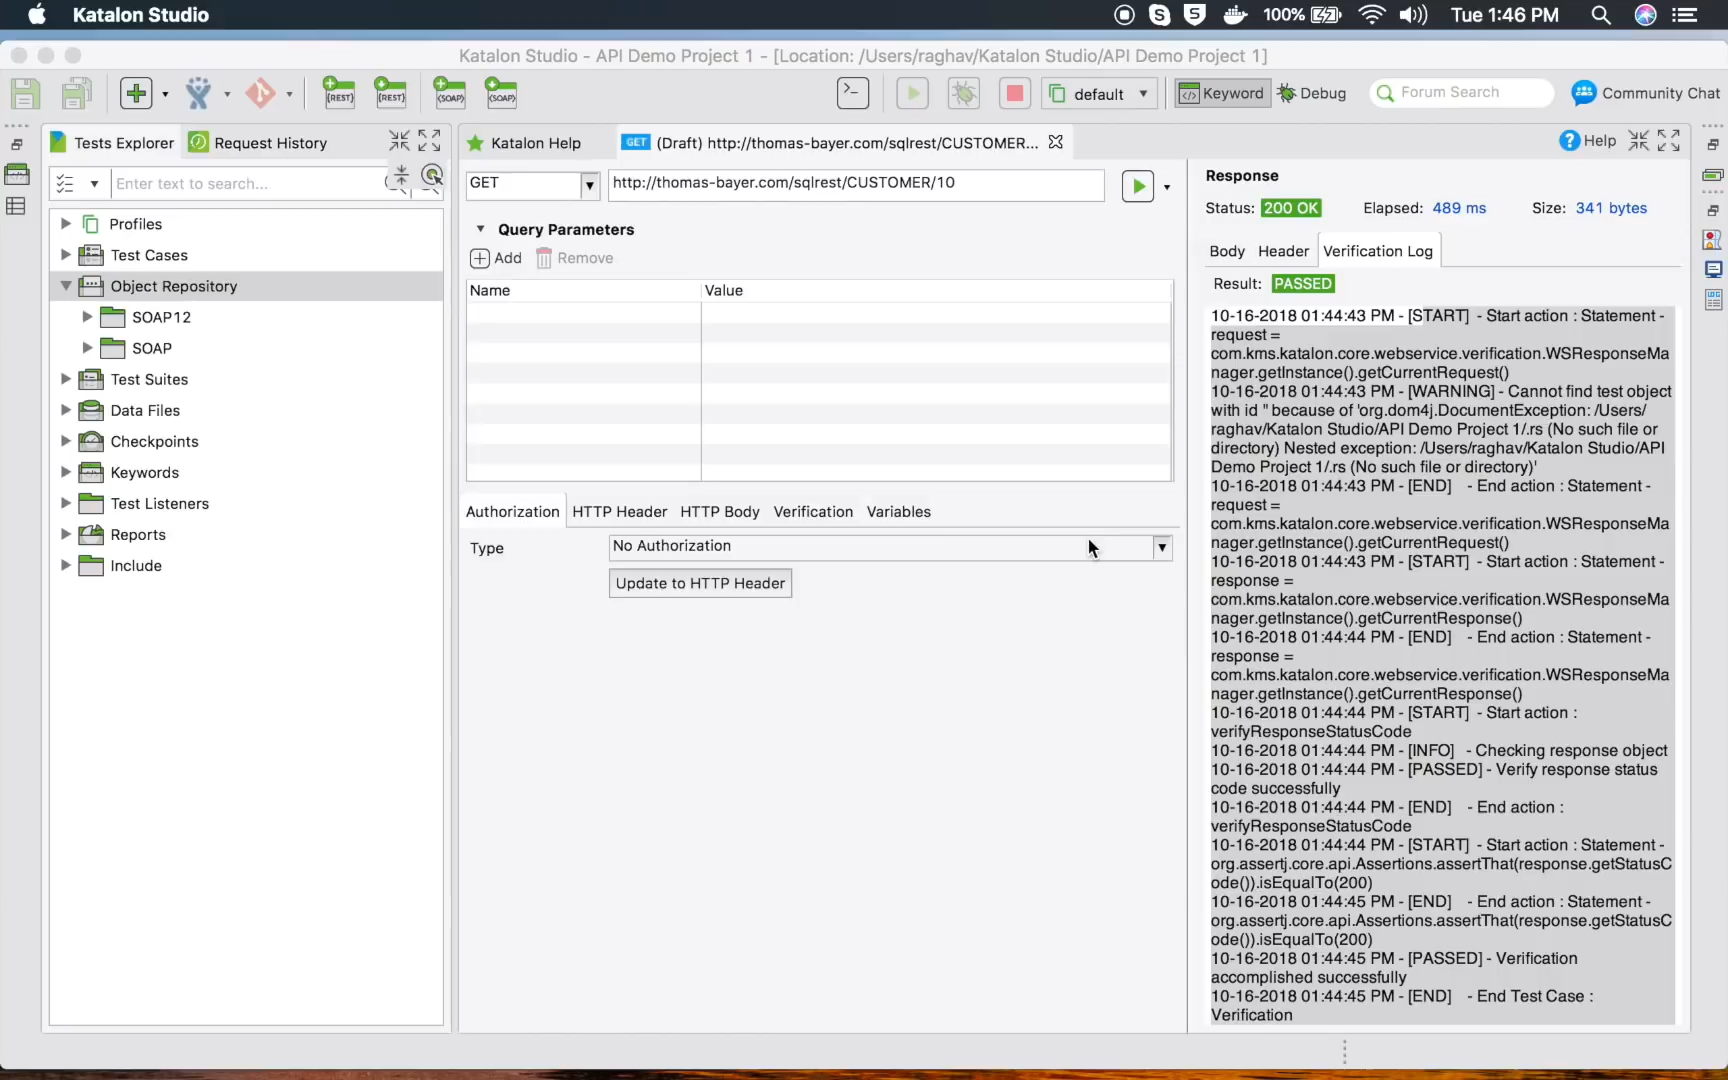 Katalon Studio
S
5
100%
Tue 1:46 PM
Katalon Studio - API Demo Project 1 - [Location: /Users/raghav/Katalon Studio/API Demo Project 1]
{REST}
{REST}
{SOAP}
{SOAP}
default
Keyword
Debug
Forum Search
Community Chat
Tests Explorer
Request History
Katalon Help
GET
(Draft) http://thomas-bayer.com/sqlrest/CUSTOMER...
Help
Enter text to search...
GET
http://thomas-bayer.com/sqlrest/CUSTOMER/10
Profiles
Test Cases
Object Repository
SOAP12
SOAP
Test Suites
Data Files
Checkpoints
Keywords
Test Listeners
Reports
Include
Query Parameters
Add
Remove
Name
Value
Authorization
HTTP Header
HTTP Body
Verification
Variables
Type
No Authorization
Update to HTTP Header
Response
Status: 200 OK
Elapsed: 489 ms
Size: 341 bytes
Body
Header
Verification Log
Result: PASSED
10-16-2018 01:44:43 PM - [START] - Start action : Statement -
request =
com.kms.katalon.core.webservice.verification.WSResponseMa
nager.getInstance().getCurrentRequest()
10-16-2018 01:44:43 PM - [WARNING] - Cannot find test object
with id '' because of 'org.dom4j.DocumentException: /Users/
raghav/Katalon Studio/API Demo Project 1/.rs (No such file or
directory) Nested exception: /Users/raghav/Katalon Studio/API
Demo Project 1/.rs (No such file or directory)'
10-16-2018 01:44:43 PM - [END] - End action : Statement -
request =
com.kms.katalon.core.webservice.verification.WSResponseMa
nager.getInstance().getCurrentRequest()
10-16-2018 01:44:43 PM - [START] - Start action : Statement -
response =
com.kms.katalon.core.webservice.verification.WSResponseMa
nager.getInstance().getCurrentResponse()
10-16-2018 01:44:44 PM - [END] - End action : Statement -
response =
com.kms.katalon.core.webservice.verification.WSResponseMa
nager.getInstance().getCurrentResponse()
10-16-2018 01:44:44 PM - [START] - Start action :
verifyResponseStatusCode
10-16-2018 01:44:44 PM - [INFO] - Checking response object
10-16-2018 01:44:44 PM - [PASSED] - Verify response status
code successfully
10-16-2018 01:44:44 PM - [END] - End action :
verifyResponseStatusCode
10-16-2018 01:44:44 PM - [START] - Start action : Statement -
org.assertj.core.api.Assertions.assertThat(response.getStatusC
ode()).isEqualTo(200)
10-16-2018 01:44:45 PM - [END] - End action : Statement -
org.assertj.core.api.Assertions.assertThat(response.getStatusC
ode()).isEqualTo(200)
10-16-2018 01:44:45 PM - [PASSED] - Verification
accomplished successfully
10-16-2018 01:44:45 PM - [END] - End Test Case :
Verification